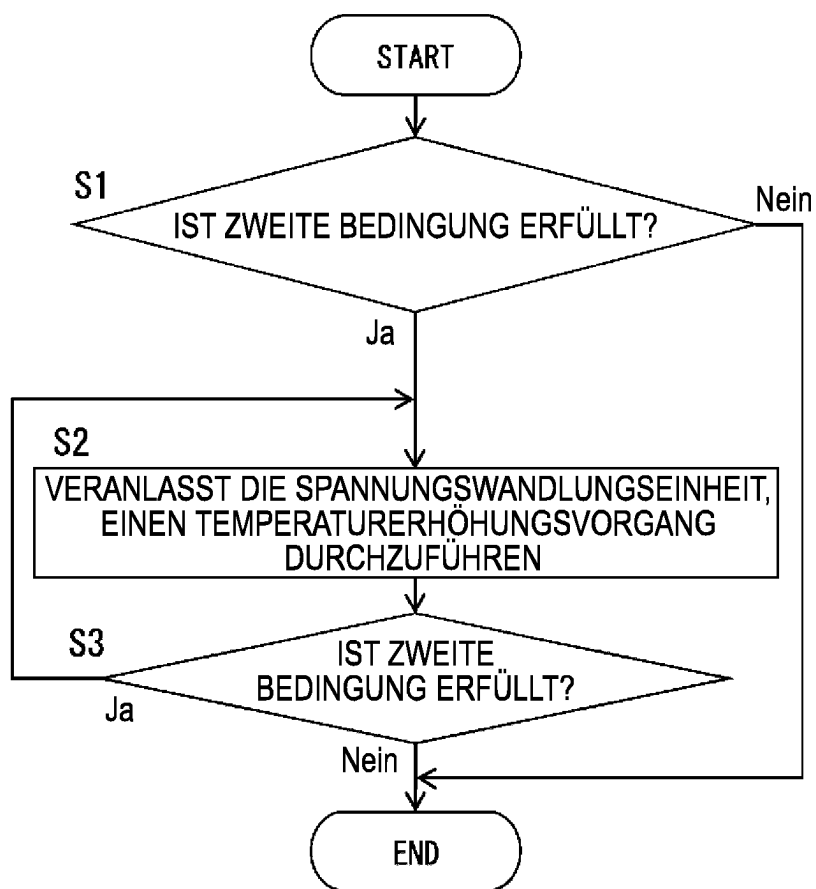 START
S1
IST ZWEITE BEDINGUNG ERFÜLLT?
Nein
Ja
S2
VERANLASST DIE SPANNUNGSWANDLUNGSEINHEIT,
EINEN TEMPERATURERHÖHUNGSVORGANG
DURCHZUFÜHREN
S3
IST ZWEITE
BEDINGUNG ERFÜLLT?
Ja
Nein
END